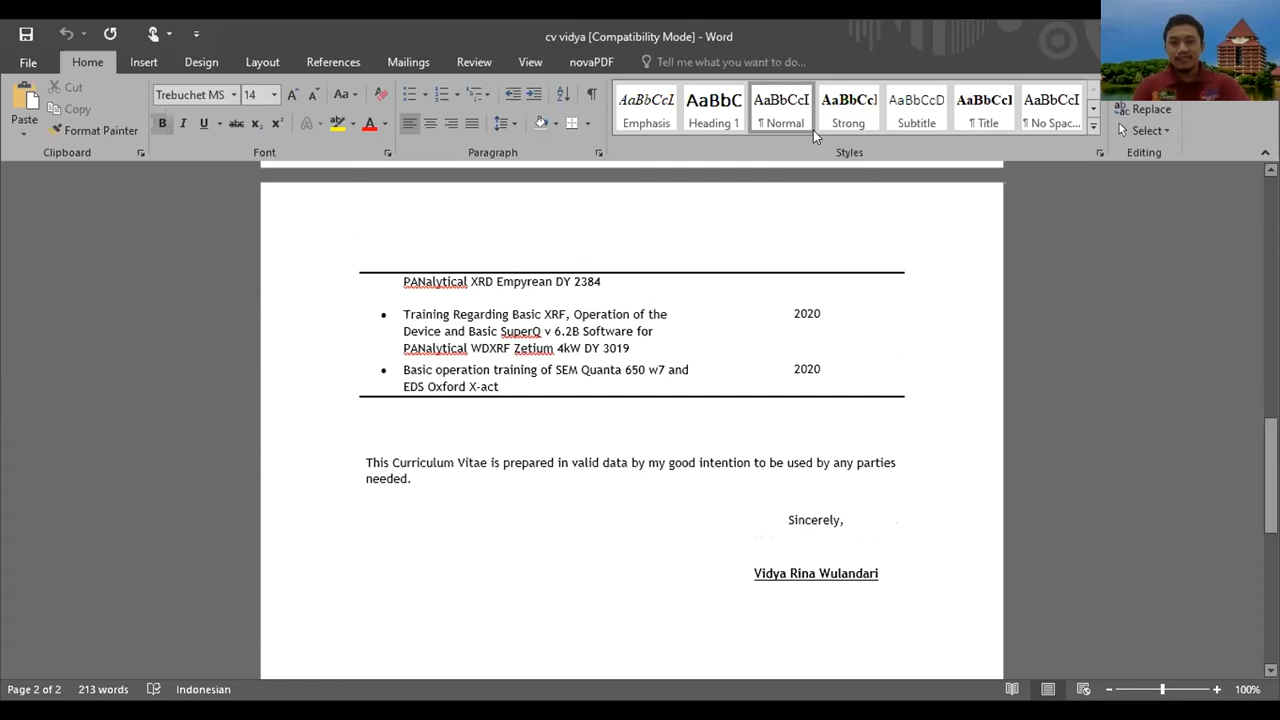 cv vidya [Compatibility Mode] - Word
File Home Insert Design Layout References Mailings Review View novaPDF Tell me what you want to do...
Paste
Cut
Copy
Format Painter
Clipboard
Trebuchet MS 14
Aa
B I U abc x₂ x² A A
Font
Paragraph
AaBbCcI AaBbC AaBbCcI AaBbCcI AaBbCcD AaBbCcI AaBbCcI
Emphasis Heading 1 ¶ Normal Strong Subtitle ¶ Title ¶ No Spac...
Styles
Replace
Select
Editing
PANalytical XRD Empyrean DY 2384
• Training Regarding Basic XRF, Operation of the 2020
Device and Basic SuperQ v 6.2B Software for
PANalytical WDXRF Zetium 4kW DY 3019
• Basic operation training of SEM Quanta 650 w7 and 2020
EDS Oxford X-act
This Curriculum Vitae is prepared in valid data by my good intention to be used by any parties
needed.
Sincerely,
Vidya Rina Wulandari
Page 2 of 2 213 words Indonesian 100%